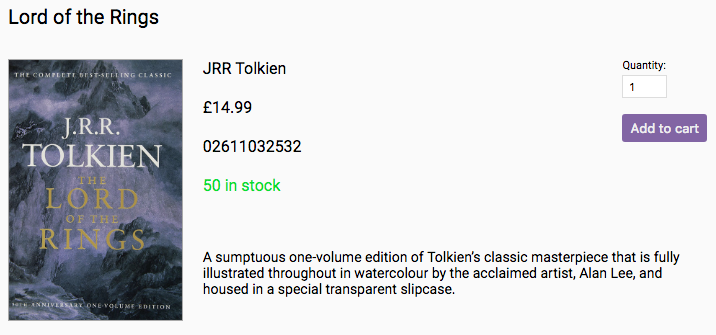 Lord of the Rings
THE COMPLETE BEST-SELLING CLASSIC
J.R.R.
TOLKIEN
THE
LORD
OF THE
RINGS
50TH ANNIVERSARY ONE-VOLUME EDITION
JRR Tolkien
£14.99
02611032532
50 in stock
A sumptuous one-volume edition of Tolkien’s classic masterpiece that is fully
illustrated throughout in watercolour by the acclaimed artist, Alan Lee, and
housed in a special transparent slipcase.
Quantity:
1
Add to cart